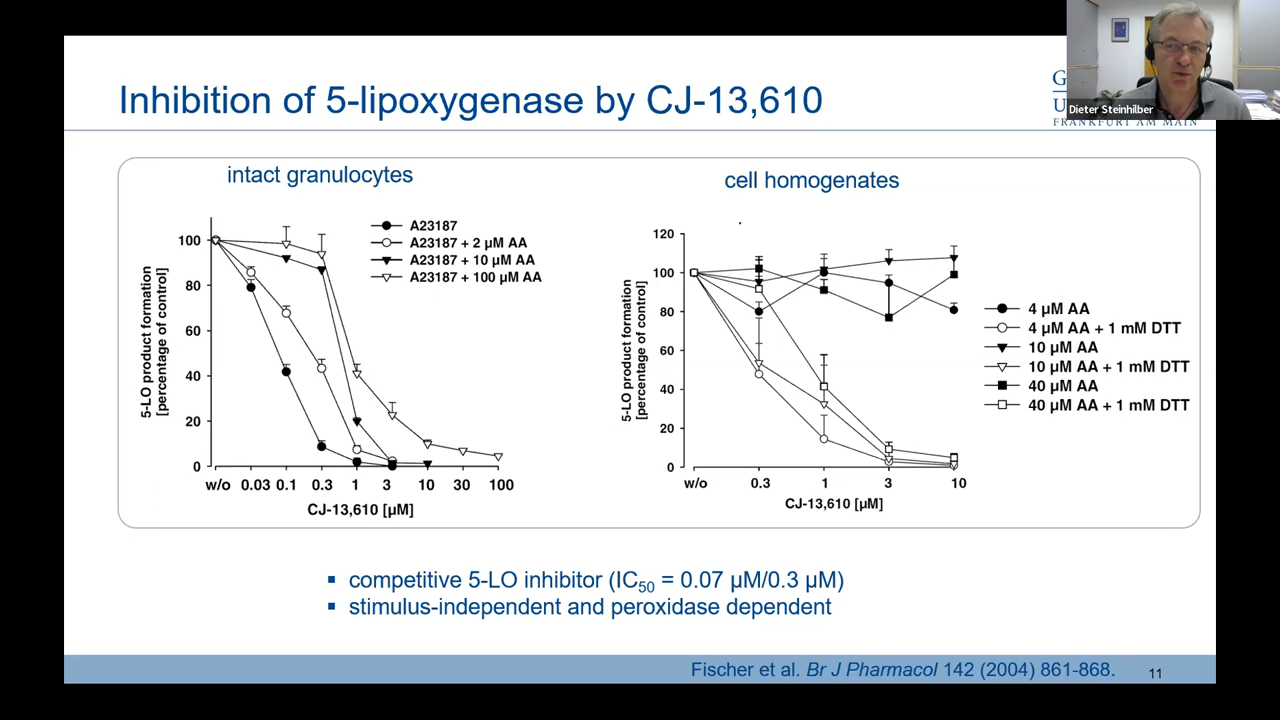 Inhibition of 5-lipoxygenase by CJ-13,610
G
U
FRANKFURT AM MAIN
Dieter Steinhilber
intact granulocytes
A23187
A23187 + 2 µM AA
A23187 + 10 µM AA
A23187 + 100 µM AA
5-LO product formation
[percentage of control]
100
80
60
40
20
0
w/o 0.03 0.1 0.3 1 3 10 30 100
CJ-13,610 [µM]
cell homogenates
5-LO product formation
[percentage of control]
120
100
80
60
40
20
0
w/o 0.3 1 3 10
CJ-13,610 [µM]
4 µM AA
4 µM AA + 1 mM DTT
10 µM AA
10 µM AA + 1 mM DTT
40 µM AA
40 µM AA + 1 mM DTT
▪ competitive 5-LO inhibitor (IC50 = 0.07 µM/0.3 µM)
▪ stimulus-independent and peroxidase dependent
Fischer et al. Br J Pharmacol 142 (2004) 861-868.
11